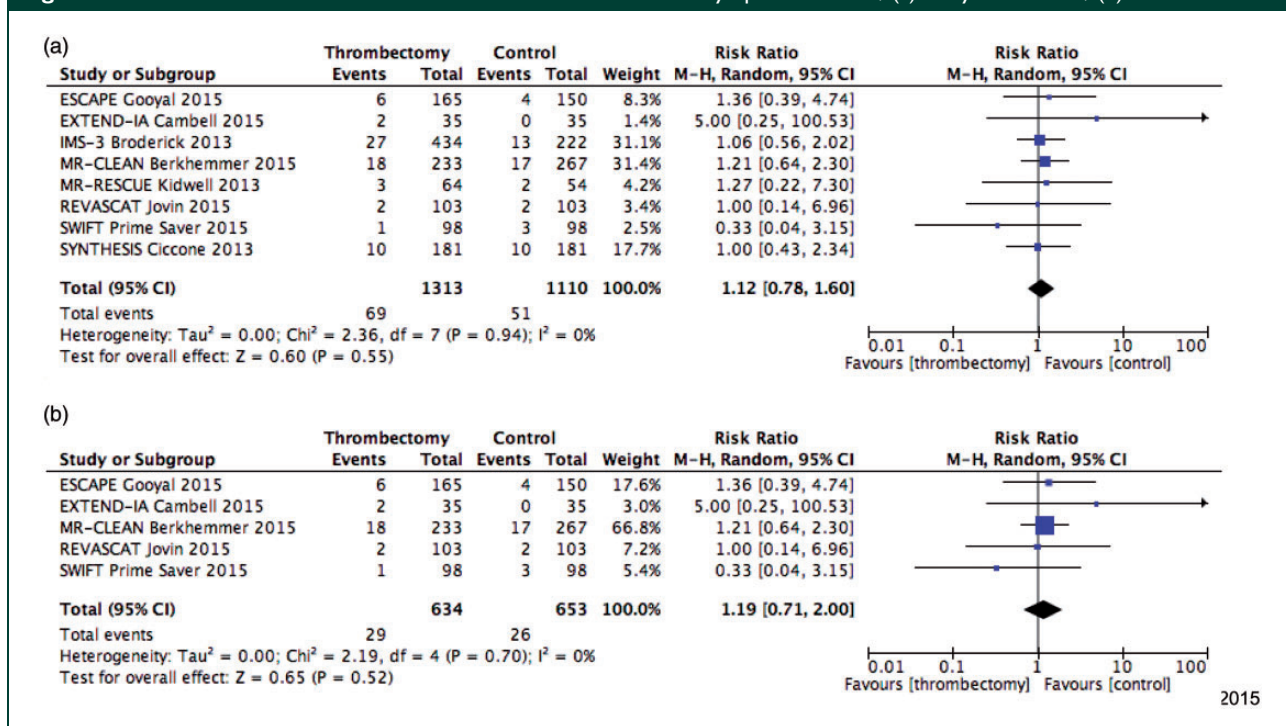 (a)
Thrombectomy Control Risk Ratio Risk Ratio
Study or Subgroup Events Total Events Total Weight M-H, Random, 95% CI M-H, Random, 95% CI
ESCAPE Gooyal 2015 6 165 4 150 8.3% 1.36 [0.39, 4.74]
EXTEND-IA Cambell 2015 2 35 0 35 1.4% 5.00 [0.25, 100.53]
IMS-3 Broderick 2013 27 434 13 222 31.1% 1.06 [0.56, 2.02]
MR-CLEAN Berkhemmer 2015 18 233 17 267 31.4% 1.21 [0.64, 2.30]
MR-RESCUE Kidwell 2013 3 64 2 54 4.2% 1.27 [0.22, 7.30]
REVASCAT Jovin 2015 2 103 2 103 3.4% 1.00 [0.14, 6.96]
SWIFT Prime Saver 2015 1 98 3 98 2.5% 0.33 [0.04, 3.15]
SYNTHESIS Ciccone 2013 10 181 10 181 17.7% 1.00 [0.43, 2.34]
Total (95% CI) 1313 1110 100.0% 1.12 [0.78, 1.60]
Total events 69 51
Heterogeneity: Tau² = 0.00; Chi² = 2.36, df = 7 (P = 0.94); I² = 0%
Test for overall effect: Z = 0.60 (P = 0.55)
0.01 0.1 1 10 100
Favours [thrombectomy] Favours [control]
(b)
Thrombectomy Control Risk Ratio Risk Ratio
Study or Subgroup Events Total Events Total Weight M-H, Random, 95% CI M-H, Random, 95% CI
ESCAPE Gooyal 2015 6 165 4 150 17.6% 1.36 [0.39, 4.74]
EXTEND-IA Cambell 2015 2 35 0 35 3.0% 5.00 [0.25, 100.53]
MR-CLEAN Berkhemmer 2015 18 233 17 267 66.8% 1.21 [0.64, 2.30]
REVASCAT Jovin 2015 2 103 2 103 7.2% 1.00 [0.14, 6.96]
SWIFT Prime Saver 2015 1 98 3 98 5.4% 0.33 [0.04, 3.15]
Total (95% CI) 634 653 100.0% 1.19 [0.71, 2.00]
Total events 29 26
Heterogeneity: Tau² = 0.00; Chi² = 2.19, df = 4 (P = 0.70); I² = 0%
Test for overall effect: Z = 0.65 (P = 0.52)
0.01 0.1 1 10 100
Favours [thrombectomy] Favours [control]
2015